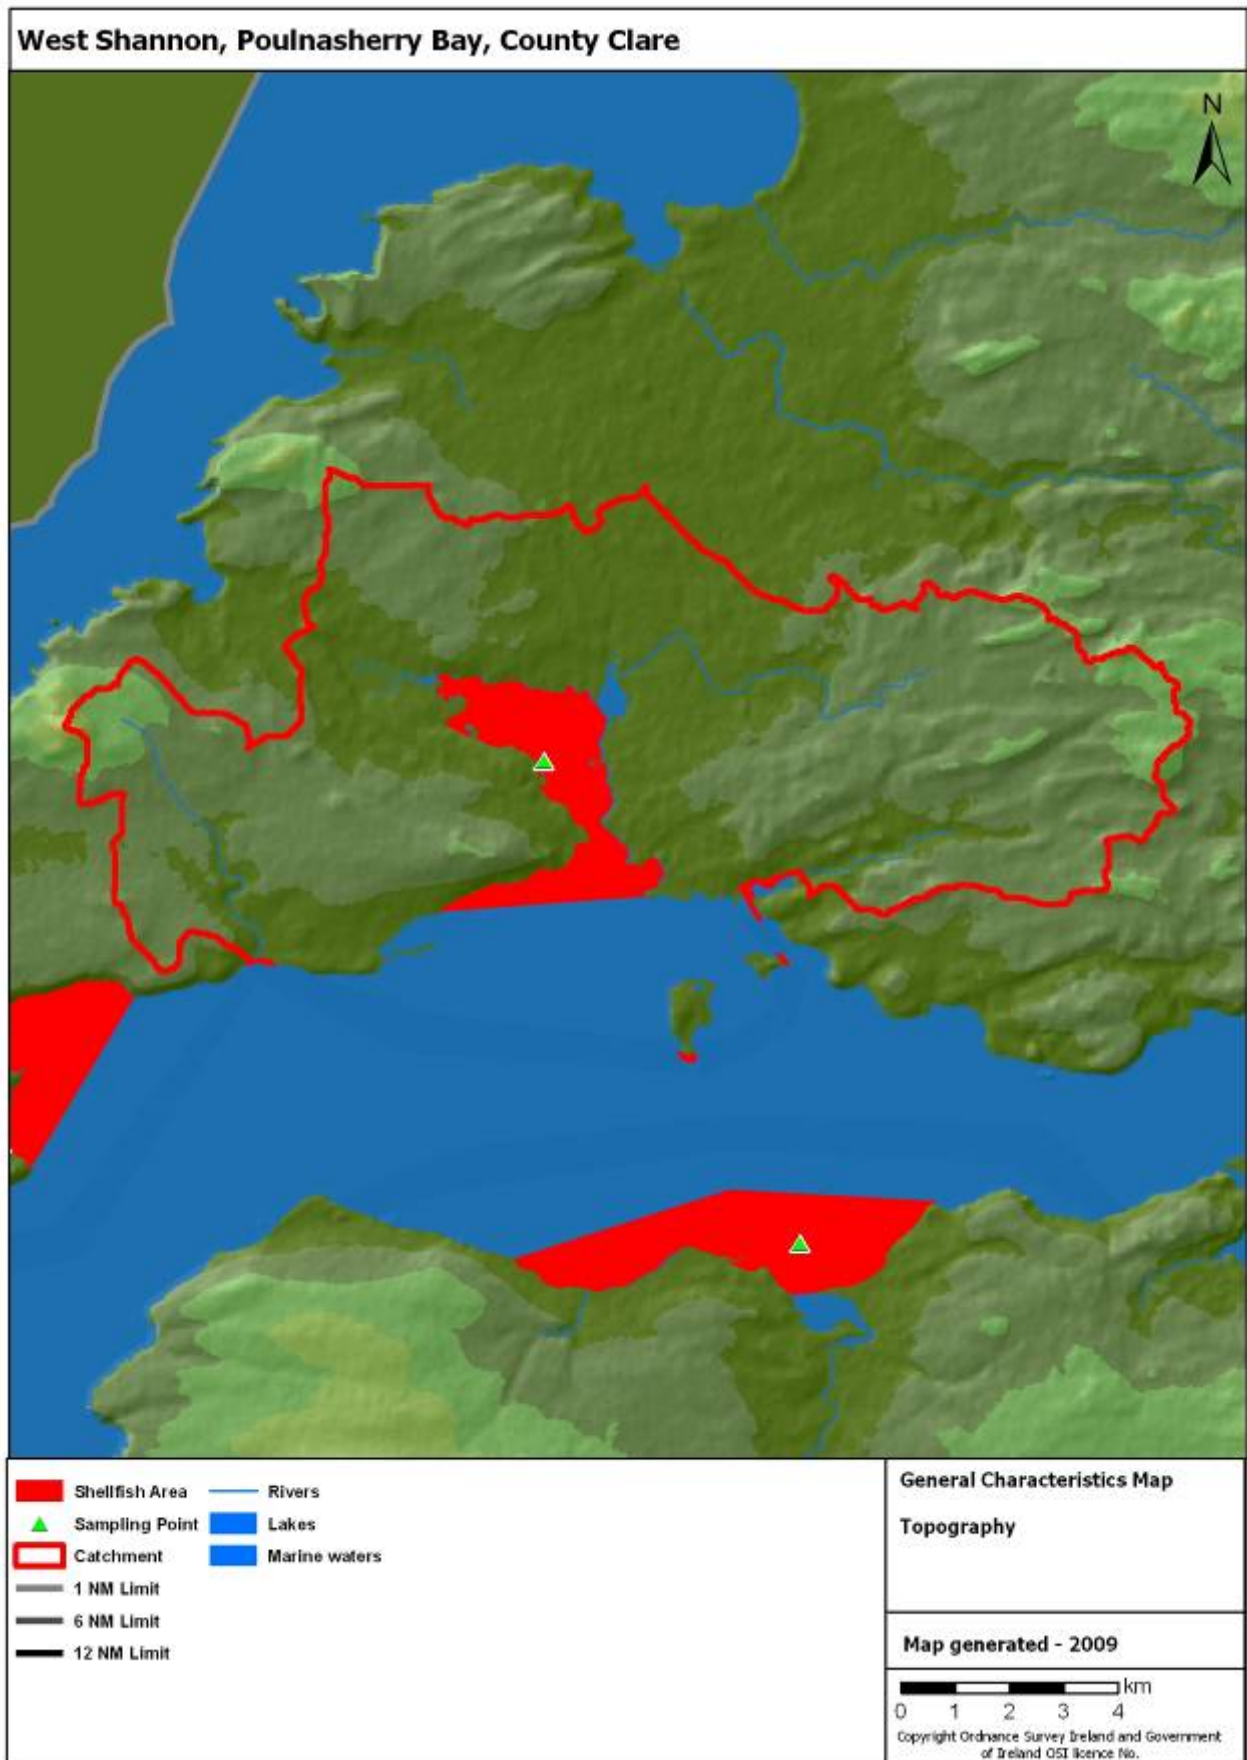 West Shannon, Poulnasherry Bay, County Clare
N
Shellfish Area
Rivers
Sampling Point
Lakes
Catchment
Marine waters
1 NM Limit
6 NM Limit
12 NM Limit
General Characteristics Map
Topography
Map generated - 2009
km
0 1 2 3 4
Copyright Ordnance Survey Ireland and Government
of Ireland OSI licence No.